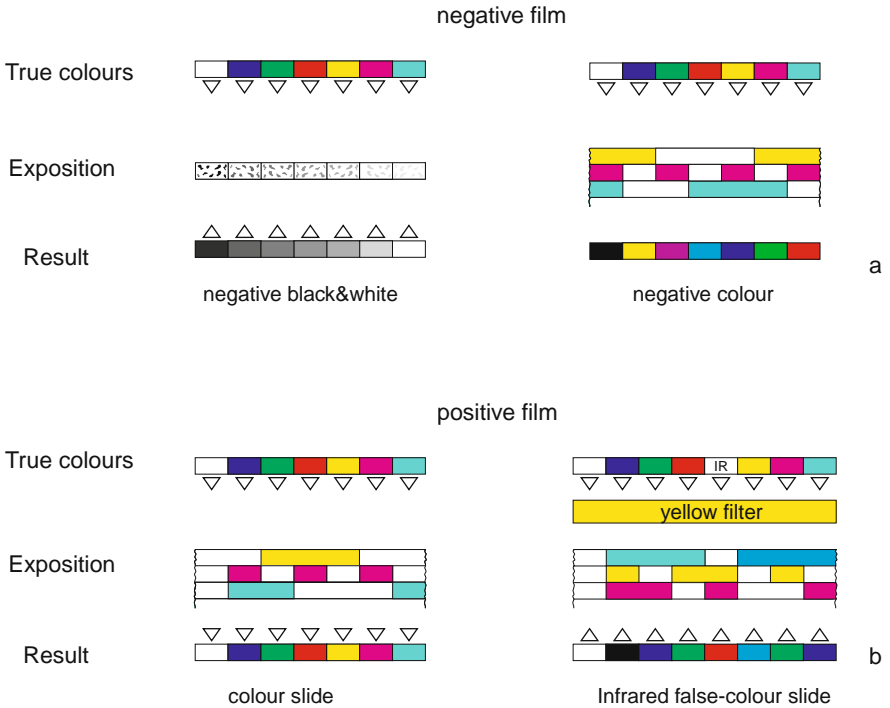 negative film
True colours
Exposition
Result
negative black&white
negative colour
a
positive film
True colours
IR
yellow filter
Exposition
Result
b
colour slide
Infrared false-colour slide